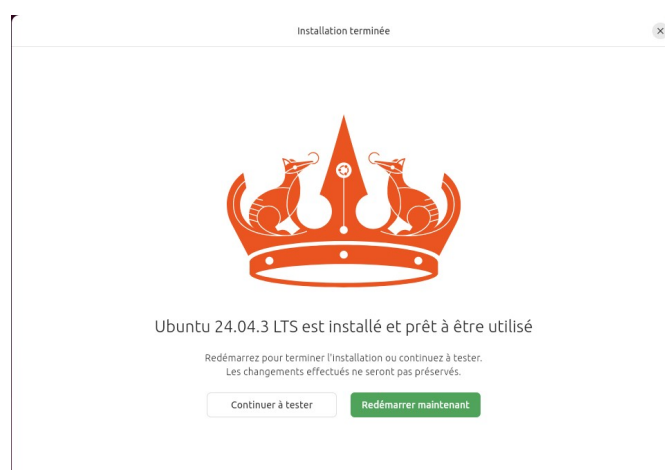 Installation terminée
Ubuntu 24.04.3 LTS est installé et prêt à être utilisé
Redémarrez pour terminer l'installation ou continuez à tester.
Les changements effectués ne seront pas préservés.
Continuer à tester
Redémarrer maintenant